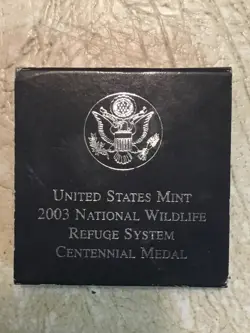 United States Mint
2003 National Wildlife
Refuge System
Centennial Medal